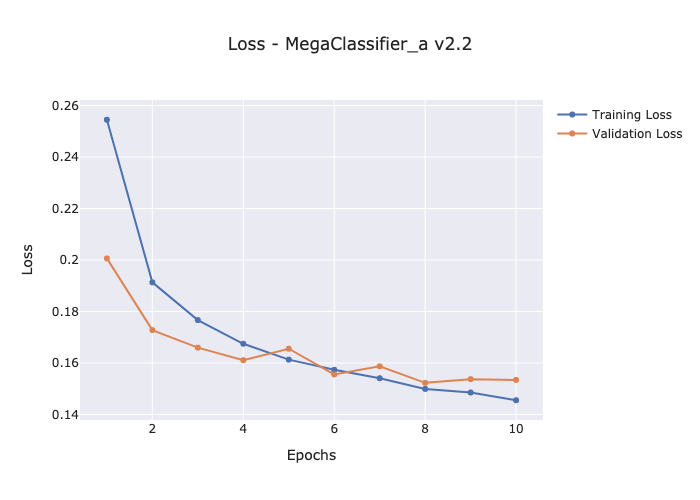 Loss - MegaClassifier_a v2.2
Training Loss
Validation Loss
0.26
0.24
0.22
0.2
0.18
0.16
0.14
Loss
2
4
6
8
10
Epochs